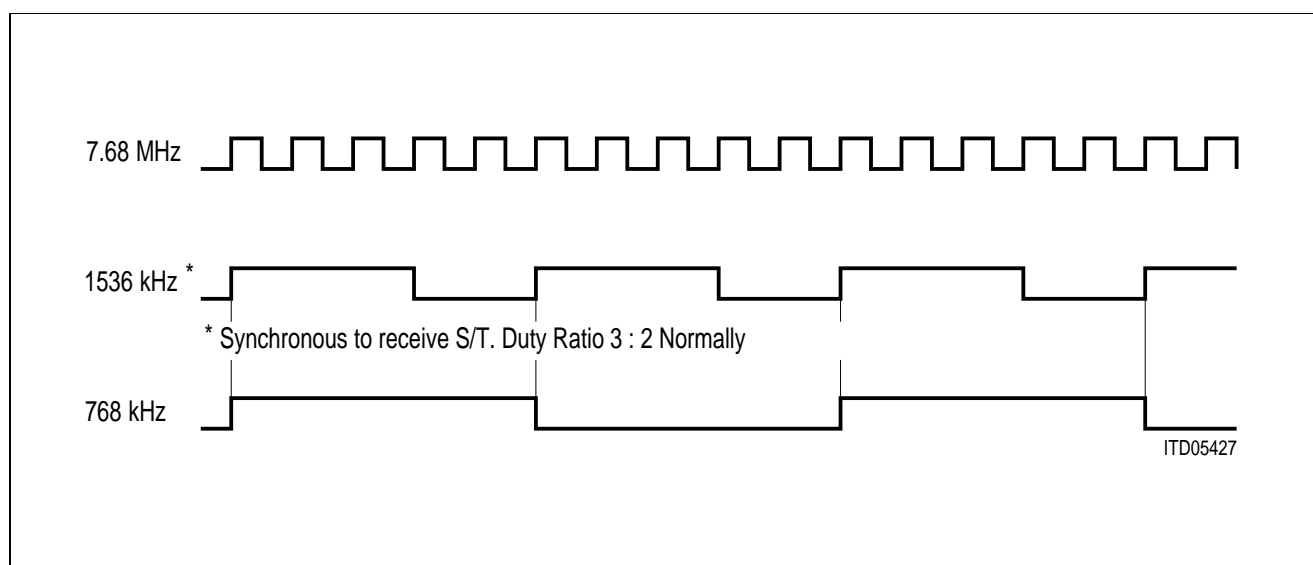 7.68 MHz
1536 kHz *
* Synchronous to receive S/T. Duty Ratio 3 : 2 Normally
768 kHz
ITD05427